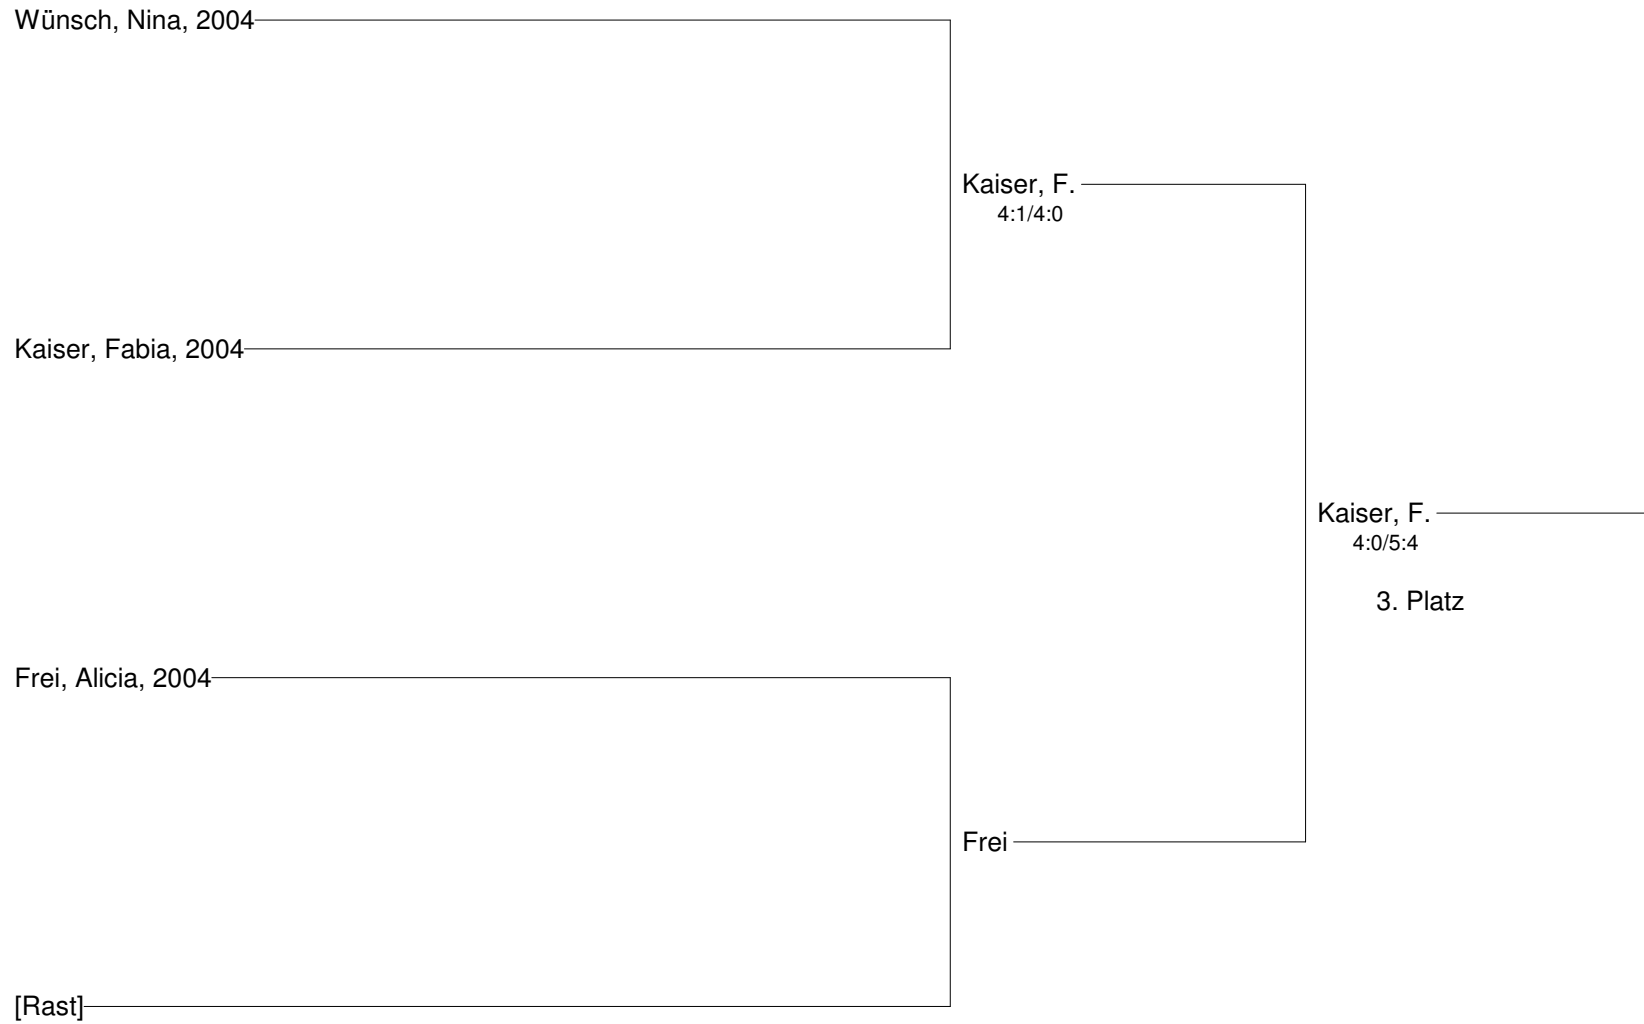 Wünsch, Nina, 2004
Kaiser, F.
4:1/4:0
Kaiser, Fabia, 2004
Kaiser, F.
4:0/5:4
3. Platz
Frei, Alicia, 2004
Frei
[Rast]